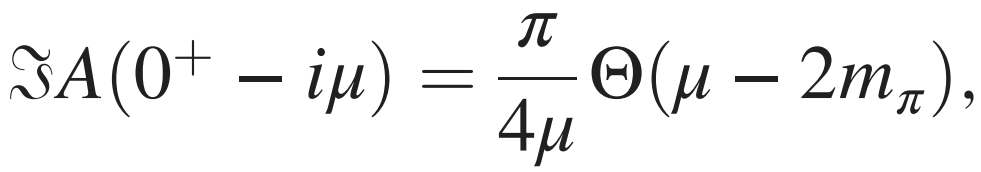 ℑA(0⁺ − iμ) = π/4μ Θ(μ − 2m_π),